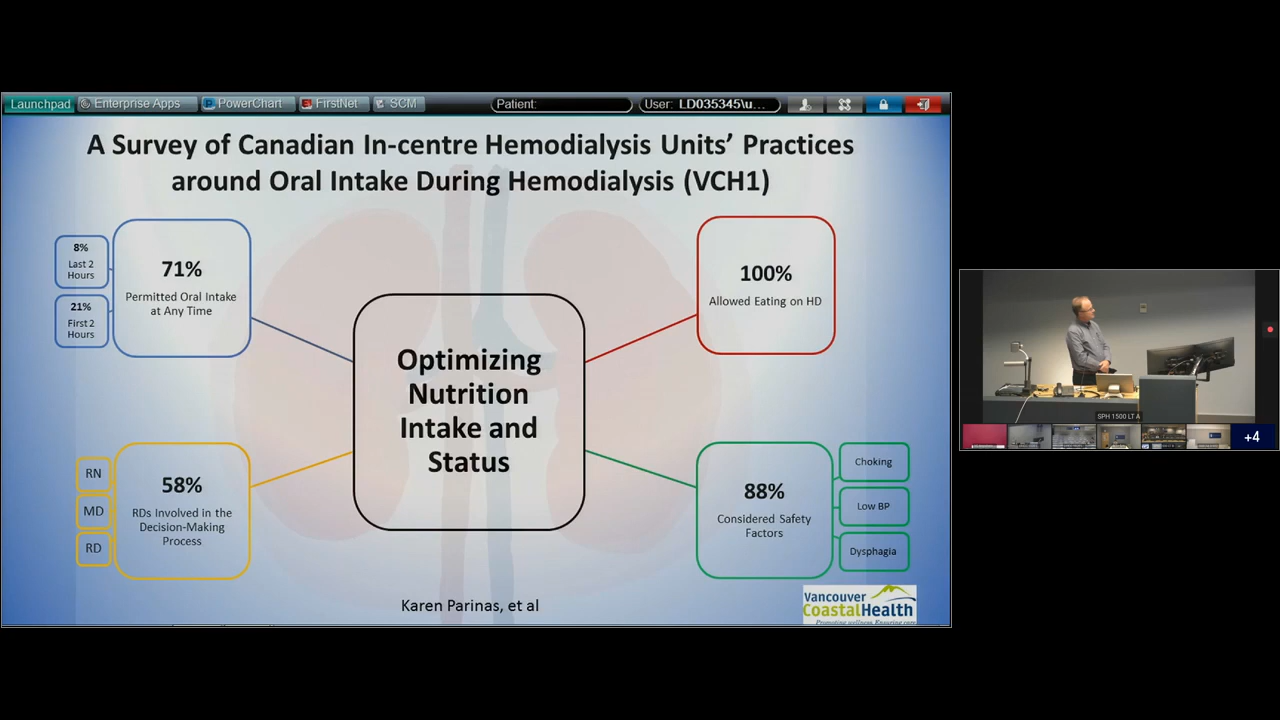 Launchpad
Enterprise Apps
PowerChart
FirstNet
SCM
Patient:
User: LD035345\u...
A Survey of Canadian In-centre Hemodialysis Units’ Practices
around Oral Intake During Hemodialysis (VCH1)
8%
Last 2
Hours
21%
First 2
Hours
71%
Permitted Oral Intake
at Any Time
100%
Allowed Eating on HD
Optimizing
Nutrition
Intake and
Status
RN
MD
RD
58%
RDs Involved in the
Decision-Making
Process
88%
Considered Safety
Factors
Choking
Low BP
Dysphagia
Karen Parinas, et al
Vancouver
CoastalHealth
Promoting wellness. Ensuring care.
SPH 1500 LT A
+4